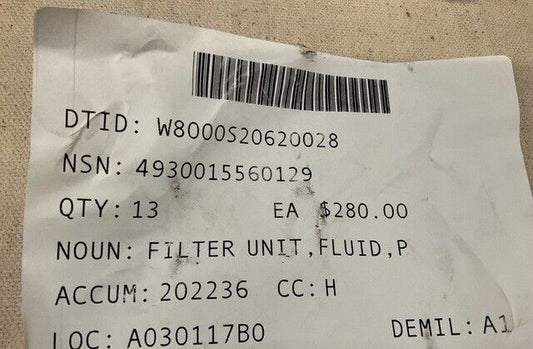 DTID: W8000S20620028
NSN: 4930015560129
QTY: 13 EA $280.00
NOUN: FILTER UNIT,FLUID,P
ACCUM: 202236 CC: H
LOC: A030117B0 DEMIL: A1